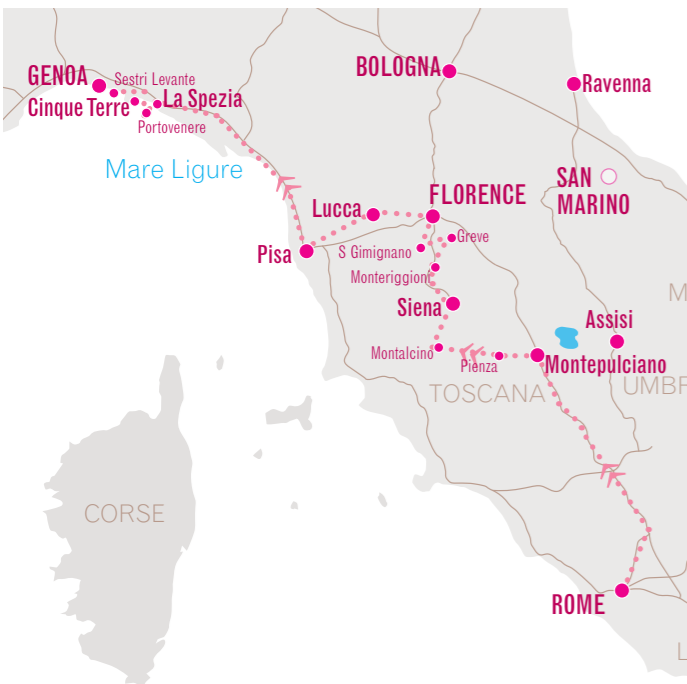 BOLOGNA
GENOA
Sestri Levante
Ravenna
Cinque Terre
La Spezia
Portovenere
Mare Ligure
SAN
MARINO
FLORENCE
Lucca
Greve
Pisa
S Gimignano
Monteriggioni
M
Siena
Assisi
Montalcino
Pienza
Montepulciano
TOSCANA
UMBR
CORSE
ROME
L